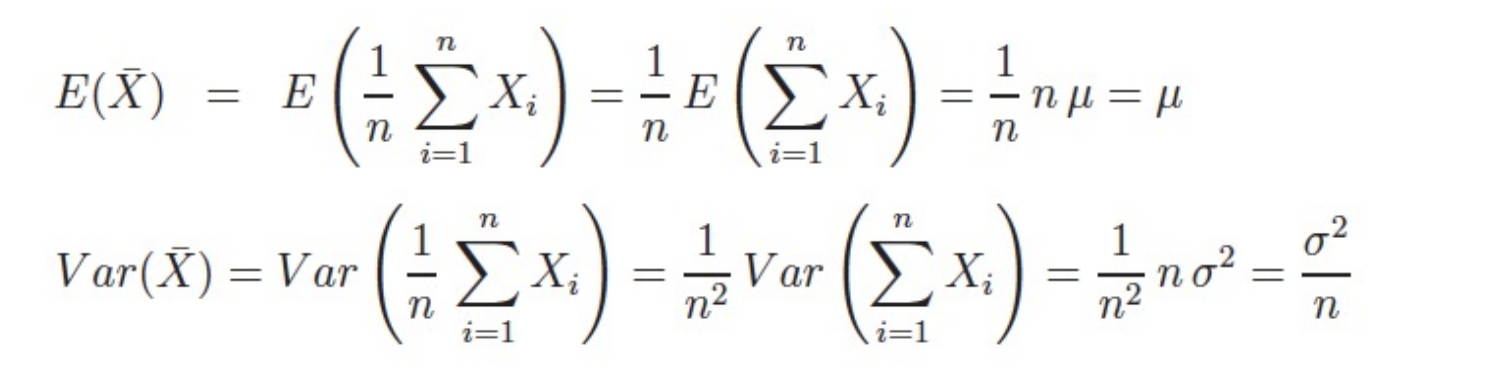 E(X̄) = E(1/n ∑_{i=1}^{n} X_i) = 1/n E(∑_{i=1}^{n} X_i) = 1/n n μ = μ
Var(X̄) = Var(1/n ∑_{i=1}^{n} X_i) = 1/n² Var(∑_{i=1}^{n} X_i) = 1/n² n σ² = σ²/n